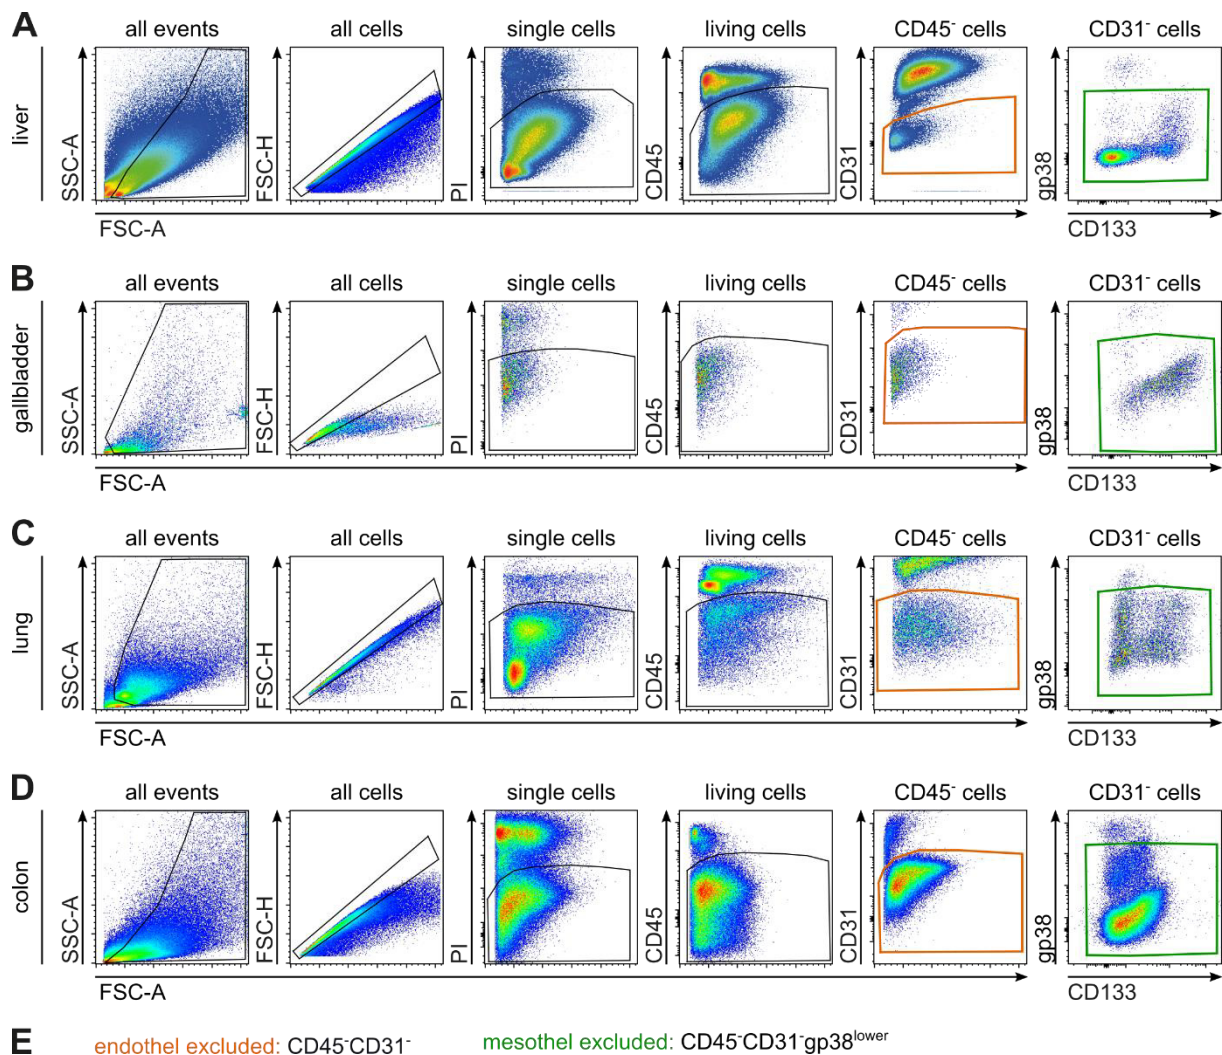 A
all events
all cells
single cells
living cells
CD45⁻ cells
CD31⁻ cells
liver
SSC-A
FSC-H
PI
CD45
CD31
gp38
FSC-A
CD133
B
all events
all cells
single cells
living cells
CD45⁻ cells
CD31⁻ cells
gallbladder
SSC-A
FSC-H
PI
CD45
CD31
gp38
FSC-A
CD133
C
all events
all cells
single cells
living cells
CD45⁻ cells
CD31⁻ cells
lung
SSC-A
FSC-H
PI
CD45
CD31
gp38
FSC-A
CD133
D
all events
all cells
single cells
living cells
CD45⁻ cells
CD31⁻ cells
colon
SSC-A
FSC-H
PI
CD45
CD31
gp38
FSC-A
CD133
E
endothel excluded: CD45⁻CD31⁻
mesothel excluded: CD45⁻CD31⁻gp38ˡᵒʷᵉʳ